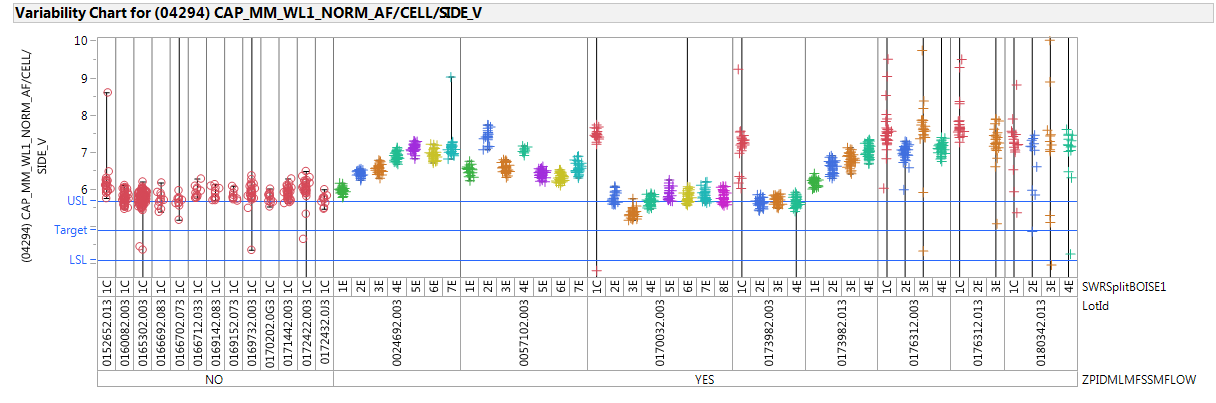 Variability Chart for (04294) CAP_MM_WL1_NORM_AF/CELL/SIDE_V
(04294) CAP_MM_WL1_NORM_AF/CELL/
SIDE_V
10
9
8
7
6
USL
Target
LSL
1C 1C 1C 1C 1C 1C 1C 1C 1C 1C 1C 1C 1C 1E 2E 3E 4E 5E 6E 7E 1E 2E 3E 4E 5E 6E 7E 1C 2E 3E 4E 5E 6E 7E 8E 1C 2E 3E 4E 1E 2E 3E 4E 1C 2E 3E 4E 1C 2E 3E 1C 2E 3E 4E SWRSplitBOISE1
0152652.013 0160082.003 0165302.003 0166692.083 0166702.073 0166712.033 0169142.083 0169152.073 0169732.003 0170202.0G3 0171442.003 0172422.003 0172432.013 0024692.003 0057102.003 0170032.003 0173982.003 0173982.013 0176312.003 0176312.013 0180342.013 LotId
NO YES ZPIDMLMFSSMFLOW